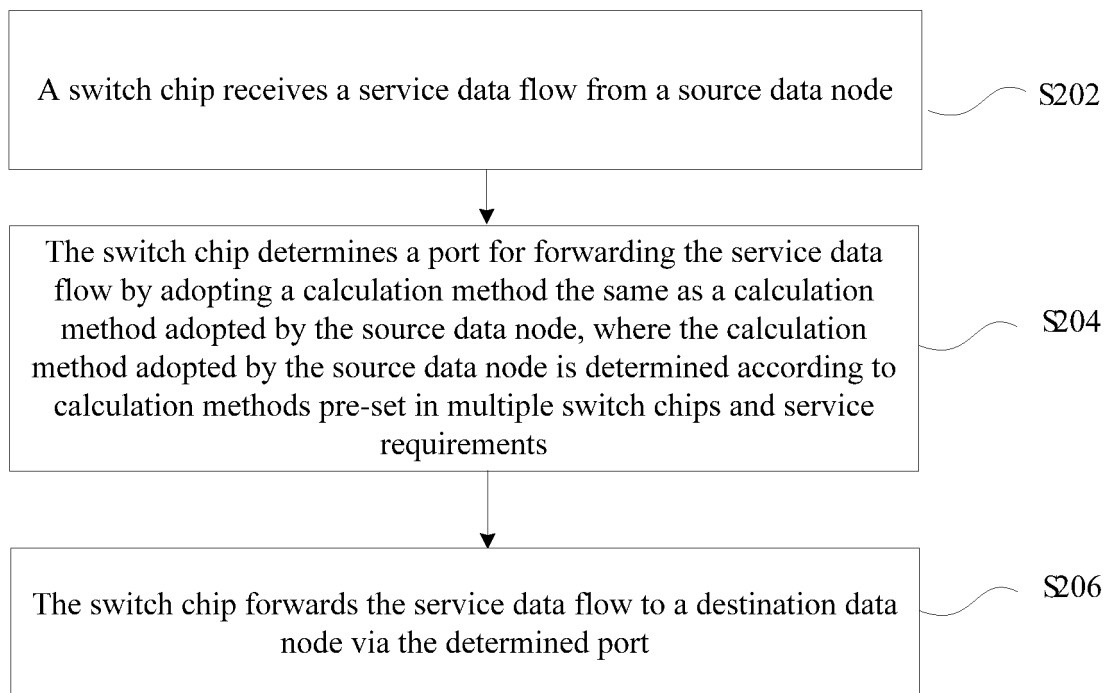 A switch chip receives a service data flow from a source data node
S202
The switch chip determines a port for forwarding the service data
flow by adopting a calculation method the same as a calculation
method adopted by the source data node, where the calculation
method adopted by the source data node is determined according to
calculation methods pre-set in multiple switch chips and service
requirements
S204
The switch chip forwards the service data flow to a destination data
node via the determined port
S206